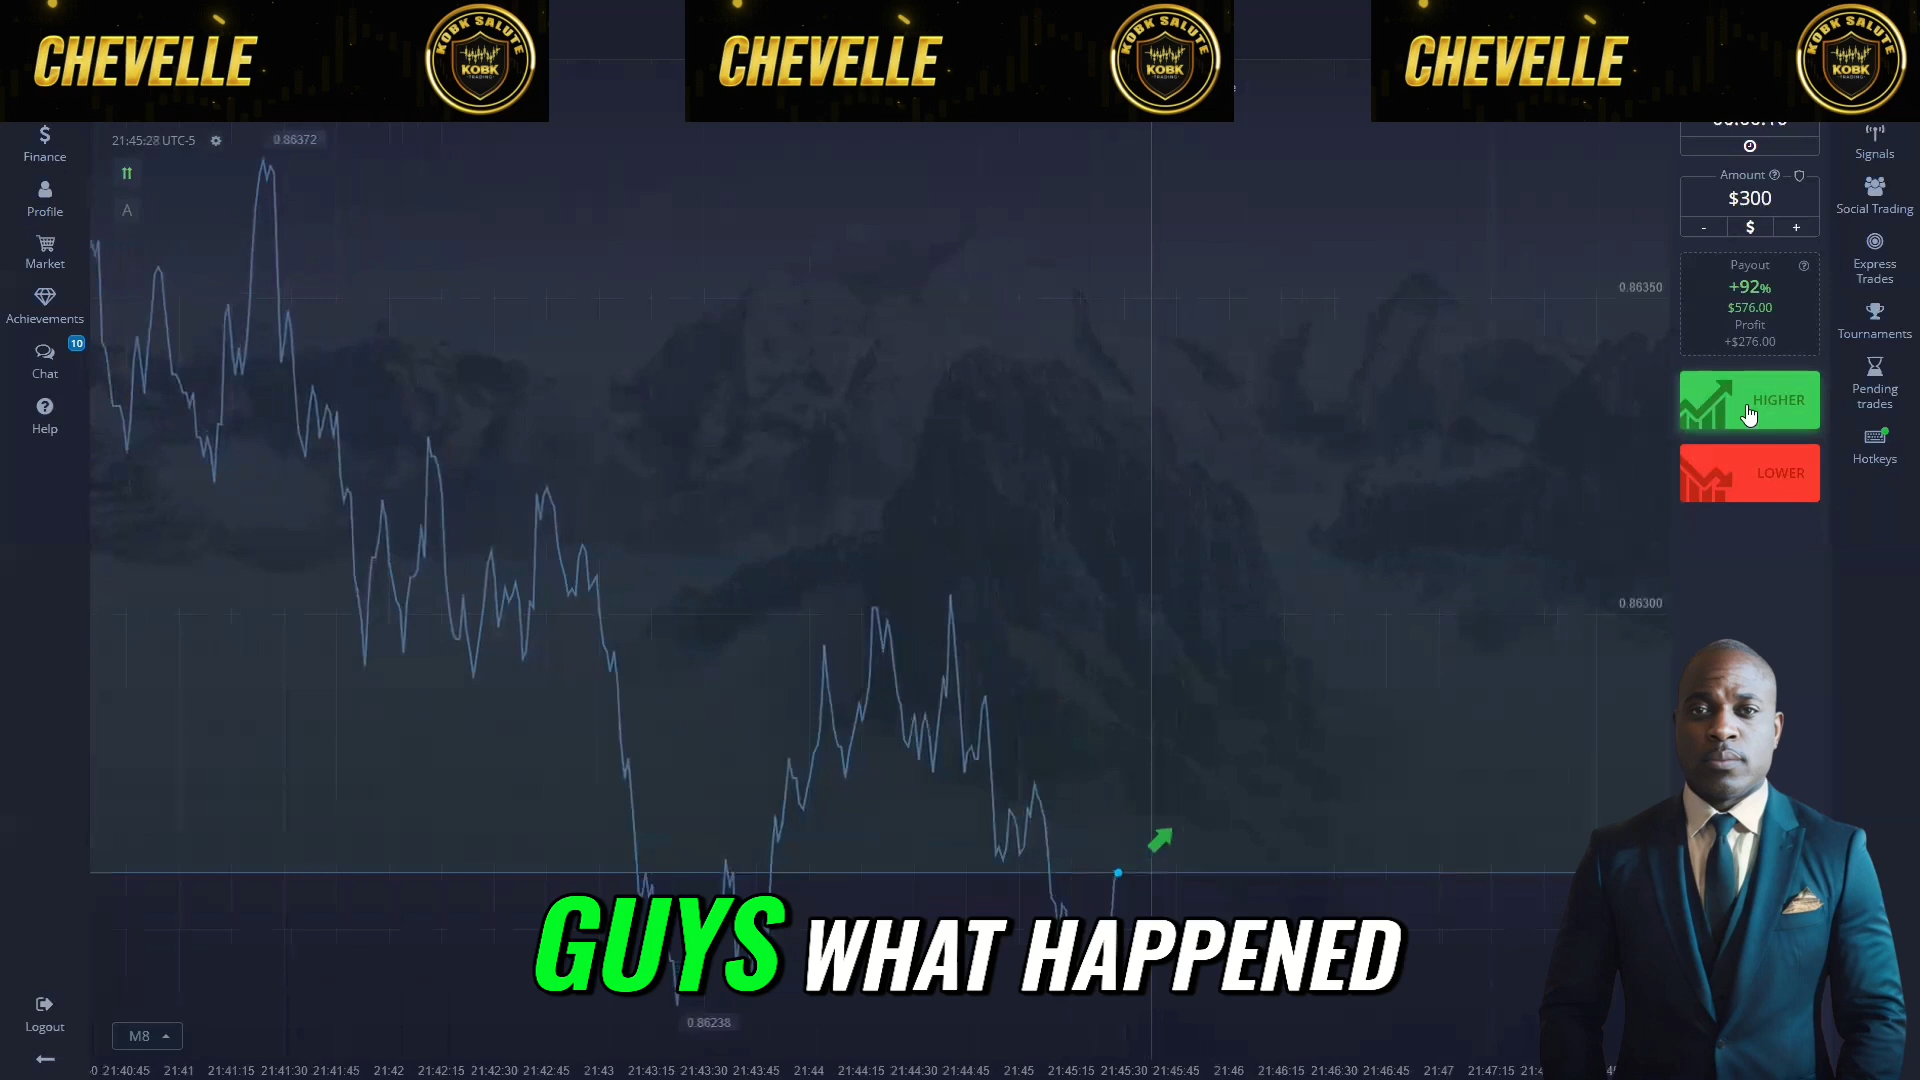 CHEVELLE
KOBK SALUTE
KOBK
TRADING
CHEVELLE
KOBK SALUTE
KOBK
TRADING
CHEVELLE
KOBK SALUTE
KOBK
TRADING
Finance
Profile
Market
Achievements
10
Chat
Help
Logout
21:45:28 UTC-5
0.86372
A
0.86350
0.86300
0.86238
M8
Amount
$300
- $ +
Payout
+92%
$576.00
Profit
+$276.00
HIGHER
LOWER
Signals
Social Trading
Express
Trades
Tournaments
Pending
trades
Hotkeys
GUYS WHAT HAPPENED
21:40:45 21:41 21:41:15 21:41:30 21:41:45 21:42 21:42:15 21:42:30 21:42:45 21:43 21:43:15 21:43:30 21:43:45 21:44 21:44:15 21:44:30 21:44:45 21:45 21:45:15 21:45:30 21:45:45 21:46 21:46:15 21:46:30 21:46:45 21:47 21:47:15